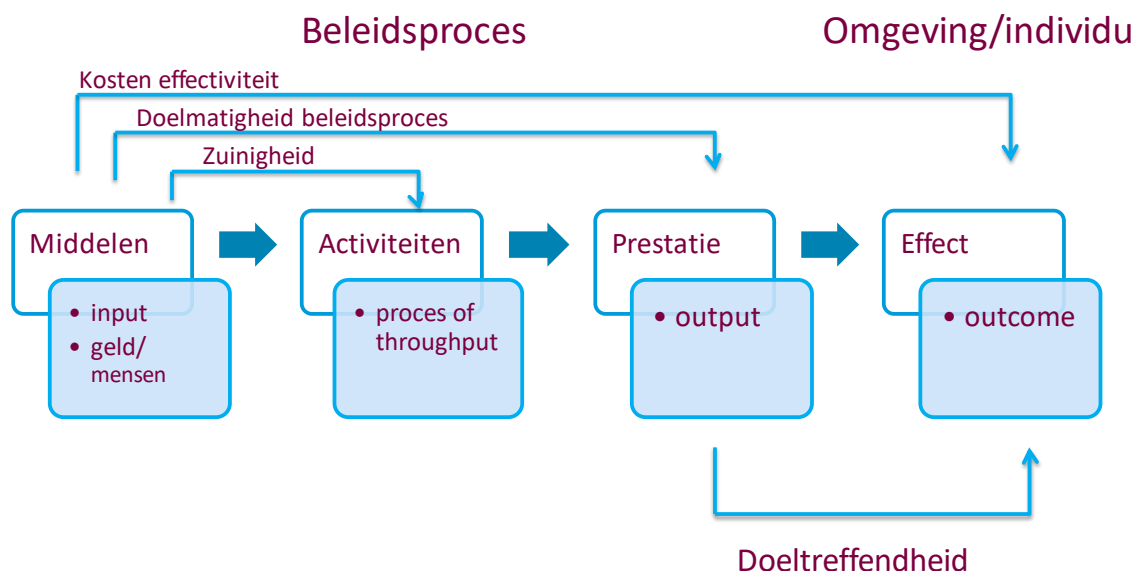 Beleidsproces
Omgeving/individu
Kosten effectiviteit
Doelmatigheid beleidsproces
Zuinigheid
Middelen
• input
• geld/
mensen
Activiteiten
• proces of
throughput
Prestatie
• output
Effect
• outcome
Doeltreffendheid